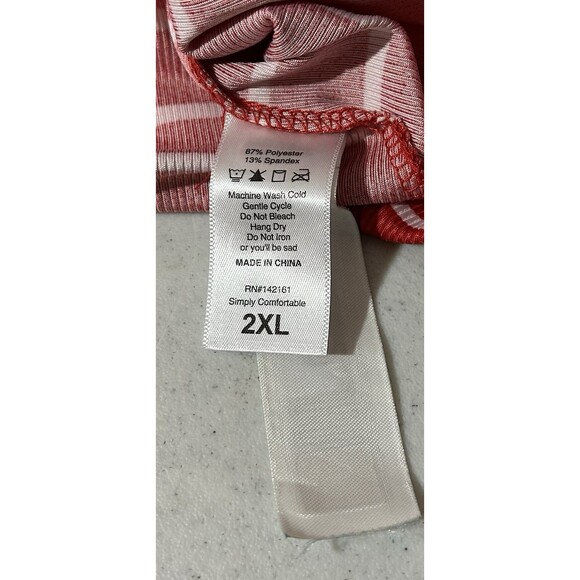 87% Polyester
13% Spandex
Machine Wash Cold
Gentle Cycle
Do Not Bleach
Hang Dry
Do Not Iron
or you'll be sad
MADE IN CHINA
RN#142161
Simply Comfortable
2XL